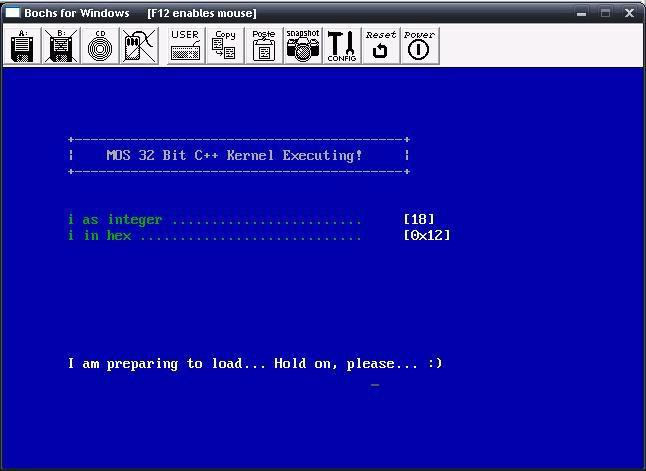 Bochs for Windows [F12 enables mouse]
A: B: CD USER Copy Paste snapshot CONFIG Reset Power
+-----------------------------------------+
| MOS 32 Bit C++ Kernel Executing! |
+-----------------------------------------+
i as integer ........................ [18]
i in hex ............................ [0x12]
I am preparing to load... Hold on, please... :)
_